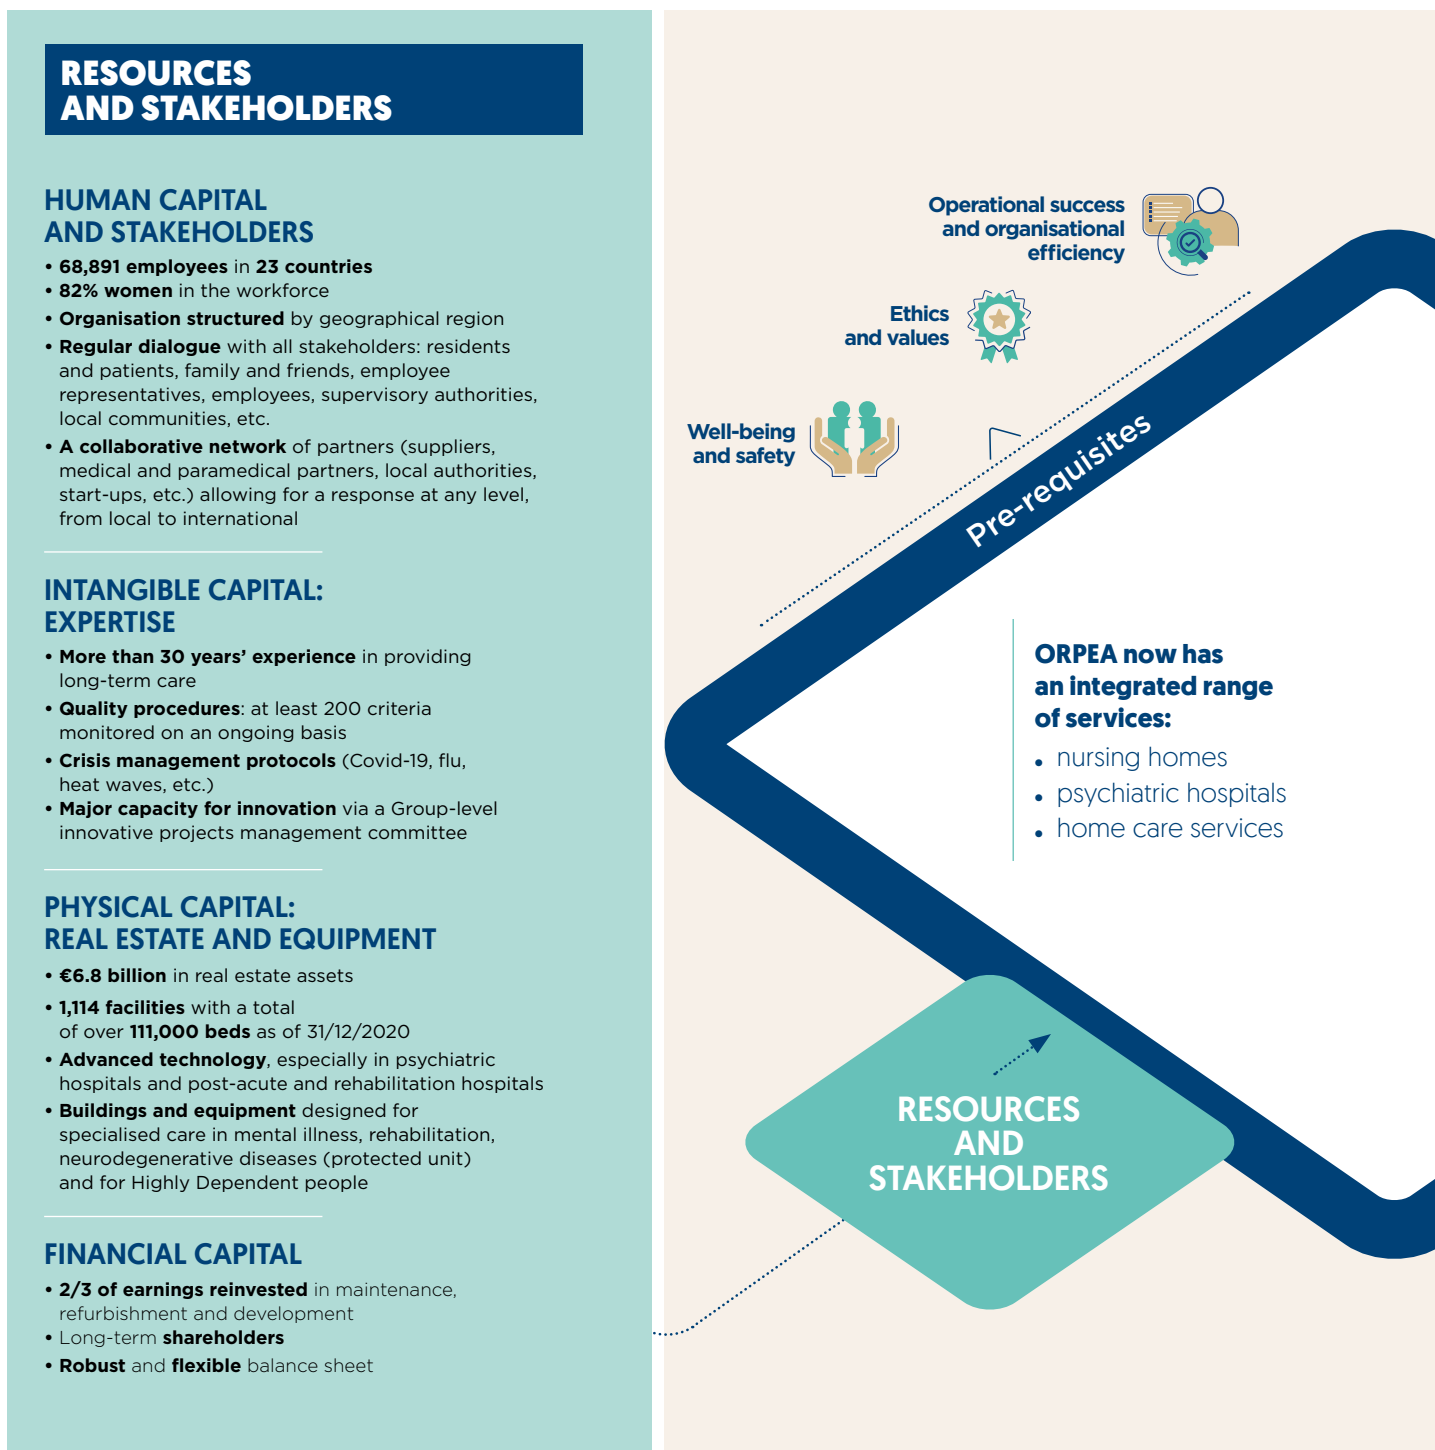 RESOURCES
AND STAKEHOLDERS
HUMAN CAPITAL
AND STAKEHOLDERS
• 68,891 employees in 23 countries
• 82% women in the workforce
• Organisation structured by geographical region
• Regular dialogue with all stakeholders: residents
and patients, family and friends, employee
representatives, employees, supervisory authorities,
local communities, etc.
• A collaborative network of partners (suppliers,
medical and paramedical partners, local authorities,
start-ups, etc.) allowing for a response at any level,
from local to international
INTANGIBLE CAPITAL:
EXPERTISE
• More than 30 years’ experience in providing
long-term care
• Quality procedures: at least 200 criteria
monitored on an ongoing basis
• Crisis management protocols (Covid-19, flu,
heat waves, etc.)
• Major capacity for innovation via a Group-level
innovative projects management committee
PHYSICAL CAPITAL:
REAL ESTATE AND EQUIPMENT
• €6.8 billion in real estate assets
• 1,114 facilities with a total
of over 111,000 beds as of 31/12/2020
• Advanced technology, especially in psychiatric
hospitals and post-acute and rehabilitation hospitals
• Buildings and equipment designed for
specialised care in mental illness, rehabilitation,
neurodegenerative diseases (protected unit)
and for Highly Dependent people
FINANCIAL CAPITAL
• 2/3 of earnings reinvested in maintenance,
refurbishment and development
• Long-term shareholders
• Robust and flexible balance sheet
Operational success
and organisational
efficiency
Ethics
and values
Well-being
and safety
Pre-requisites
ORPEA now has
an integrated range
of services:
• nursing homes
• psychiatric hospitals
• home care services
RESOURCES
AND
STAKEHOLDERS